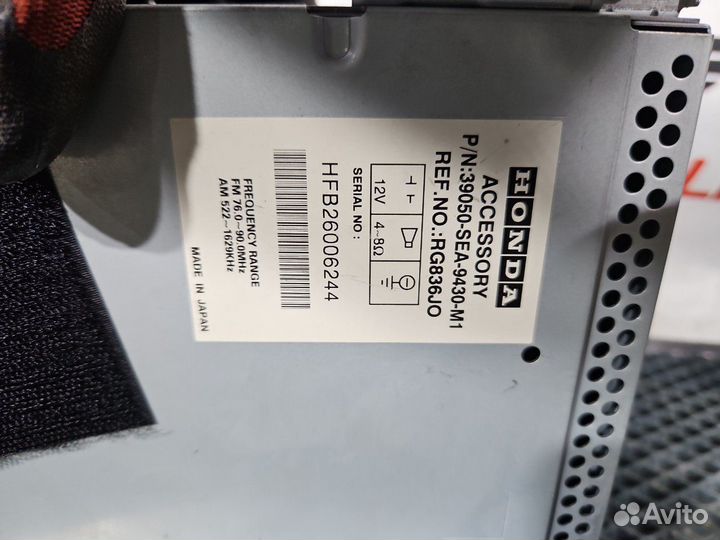 HONDA
ACCESSORY
P/N:39050-SEA-9430-M1
REF.NO.:RG836JO
12V 4~8Ω
SERIAL NO :
HFB26006244
FREQUENCY RANGE
FM 76.0~90.0MHz
AM 522~1629KHz
MADE IN JAPAN
Avito